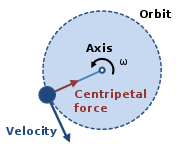 Orbit
Axis
ω
Centripetal
force
Velocity